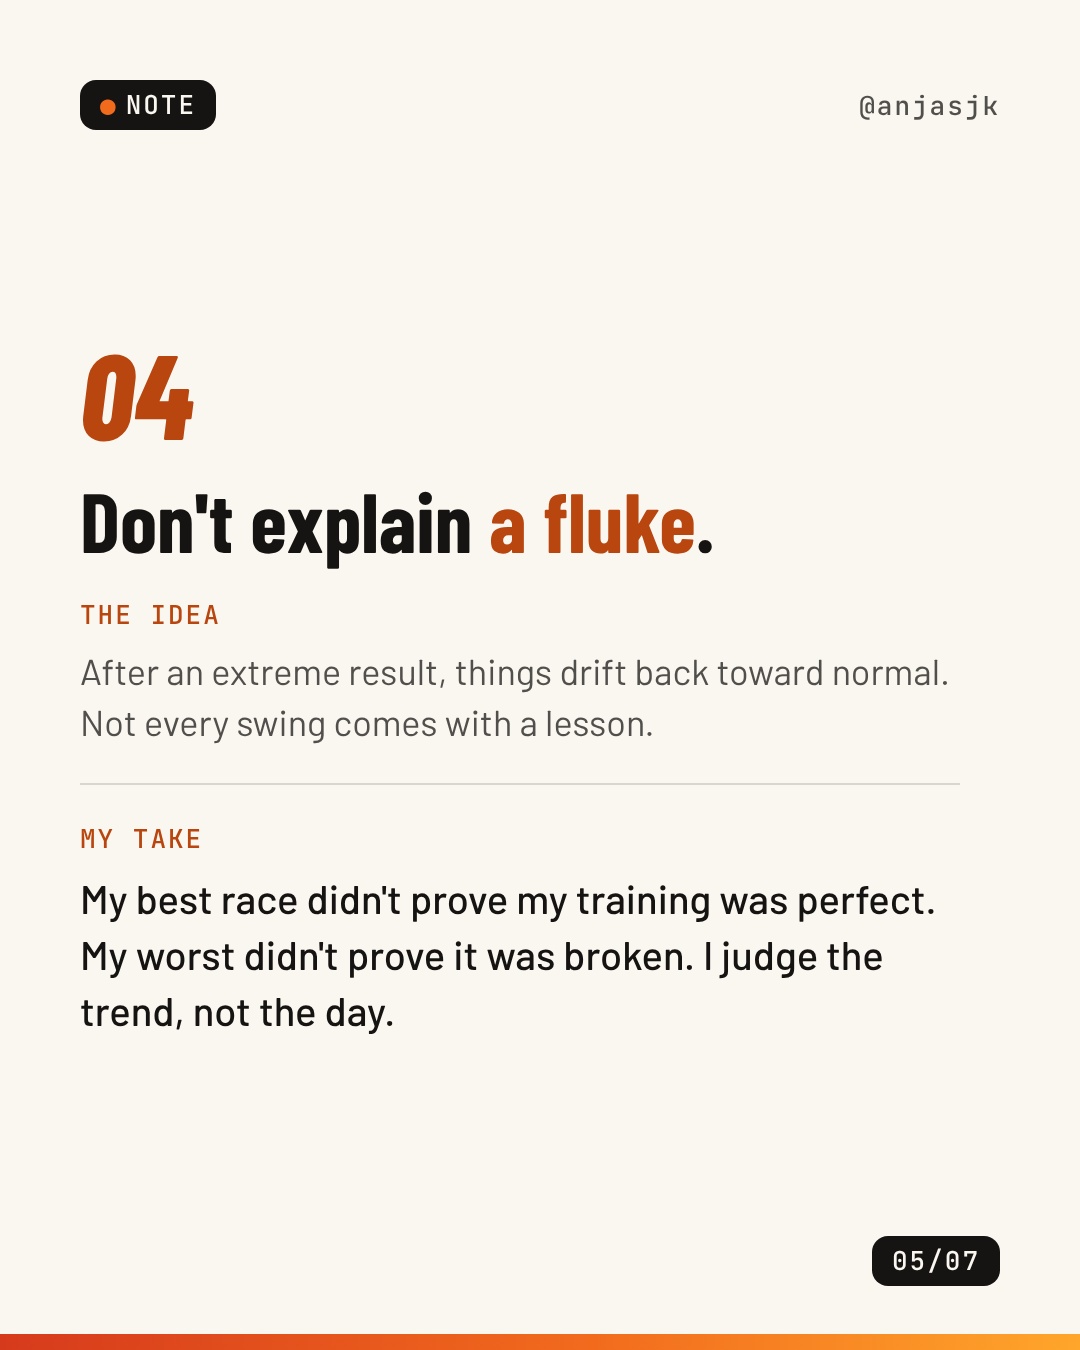 NOTE
@anjasjk
04
Don't explain a fluke.
THE IDEA
After an extreme result, things drift back toward normal.
Not every swing comes with a lesson.
MY TAKE
My best race didn't prove my training was perfect.
My worst didn't prove it was broken. I judge the
trend, not the day.
05/07